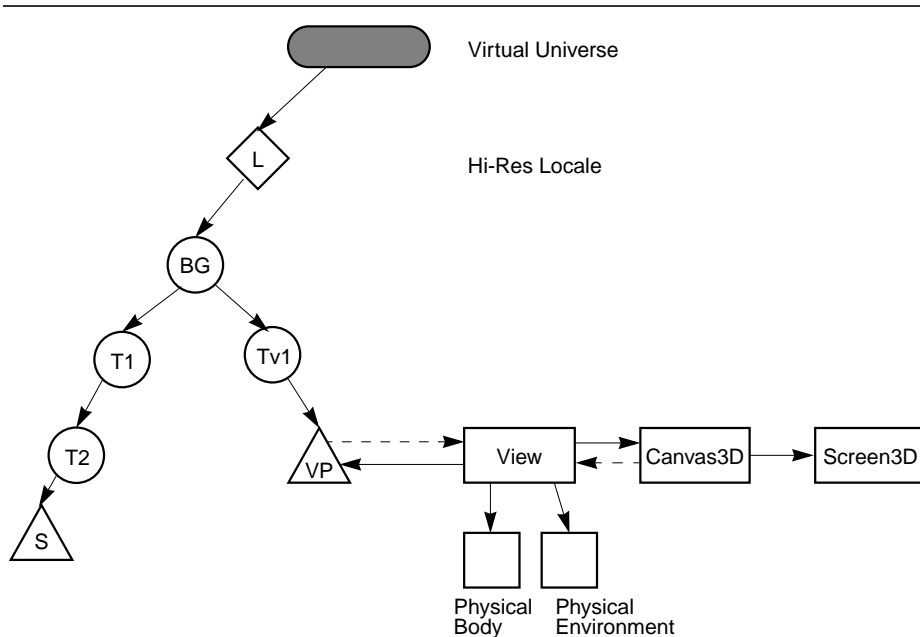 Virtual Universe
L
Hi-Res Locale
BG
T1
Tv1
T2
VP
View
Canvas3D
Screen3D
S
Physical
Body
Physical
Environment